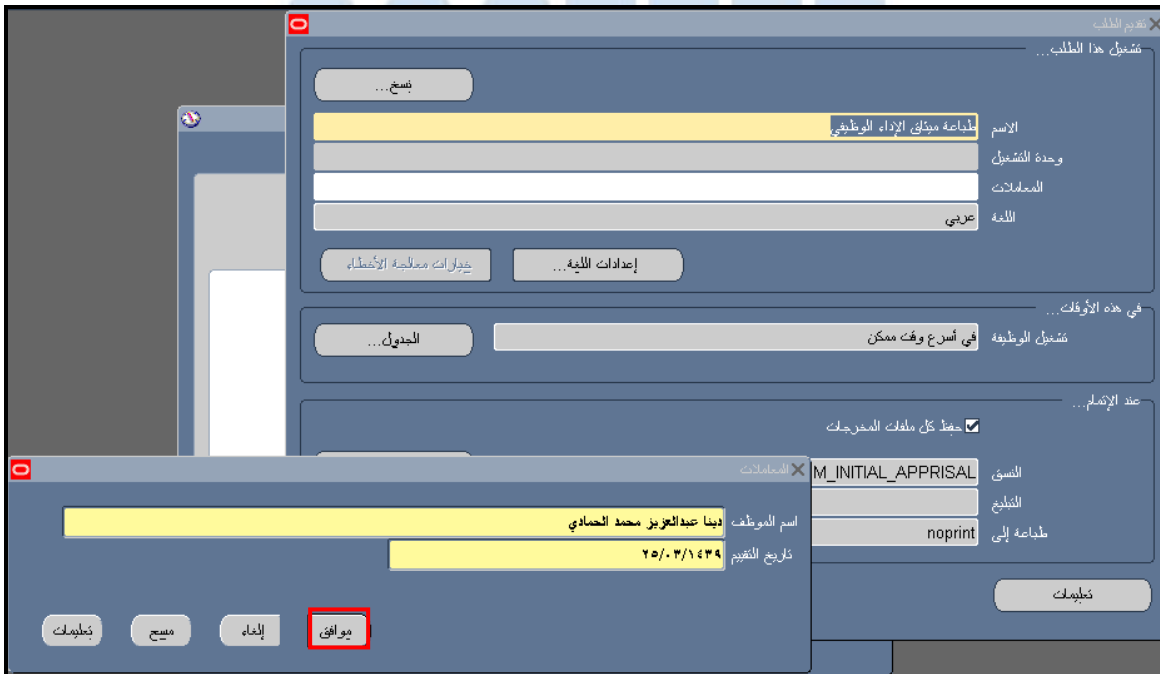 تقديم الطلب
تشغيل هذا الطلب...
نسخ...
الاسم طباعة ميثاق الإداء الوظيفي
وحدة التشغيل
المعاملات
اللغة عربي
إعدادات اللغة... خيارات معالجة الأخطاء
في هذه الأوقات...
تشغيل الوظيفة في أسرع وقت ممكن الجدول...
عند الإتمام...
حفظ كل ملفات المخرجات
النسق M_INITIAL_APPRISAL
التبليغ
طباعة إلى noprint
تعليمات
المعاملات
اسم الموظف دينا عبدالعزيز محمد الحمادي
تاريخ التقييم ٢٥/٠٣/١٤٣٩
موافق إلغاء مسح تعليمات